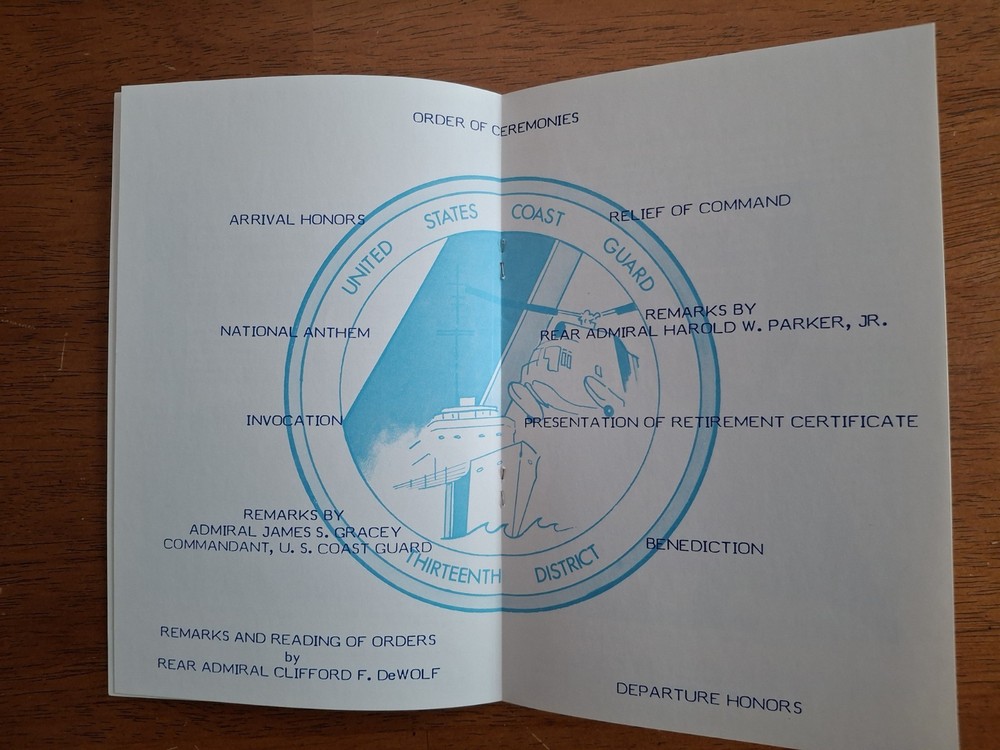 ORDER OF CEREMONIES
ARRIVAL HONORS
NATIONAL ANTHEM
INVOCATION
REMARKS BY
ADMIRAL JAMES S. GRACEY
COMMANDANT, U. S. COAST GUARD
REMARKS AND READING OF ORDERS
by
REAR ADMIRAL CLIFFORD F. DeWOLF
RELIEF OF COMMAND
REMARKS BY
REAR ADMIRAL HAROLD W. PARKER, JR.
PRESENTATION OF RETIREMENT CERTIFICATE
BENEDICTION
DEPARTURE HONORS
UNITED STATES COAST GUARD
THIRTEENTH DISTRICT